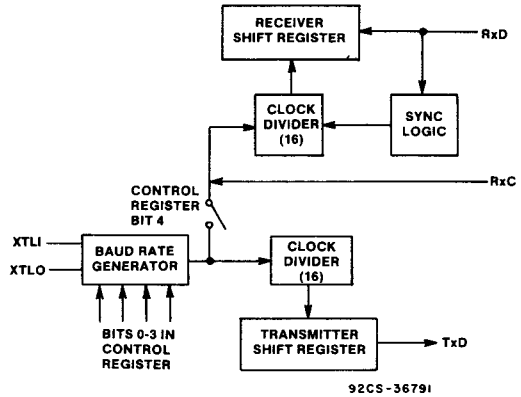 RECEIVER
SHIFT REGISTER
RxD
CLOCK
DIVIDER
(16)
SYNC
LOGIC
RxC
CONTROL
REGISTER
BIT 4
XTLI
XTLO
BAUD RATE
GENERATOR
CLOCK
DIVIDER
(16)
BITS 0-3 IN
CONTROL
REGISTER
TRANSMITTER
SHIFT REGISTER
TxD
92CS-36791